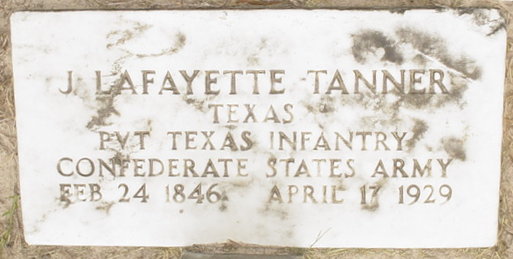 J LAFAYETTE TANNER
TEXAS
PVT TEXAS INFANTRY
CONFEDERATE STATES ARMY
FEB 24 1846 APRIL 17 1929